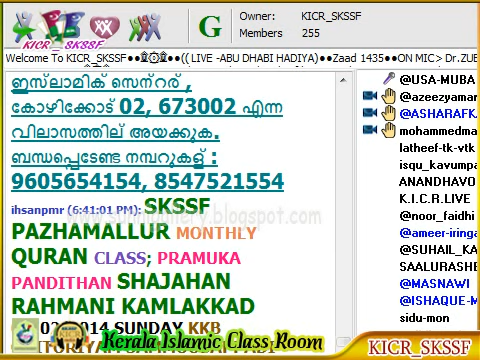 KICR_SKSSF
G
Owner: KICR_SKSSF
Members 255
Welcome To KICR_SKSSF●●۩۞۩●●((LIVE -ABU DHABI HADIYA)●●Zaad 1435●●ON MIC> Dr.ZUB
ഇസ്ലാമിക് സെന്റർ ,
കോഴിക്കോട് 02, 673002 എന്ന
വിലാസത്തില് അയക്കുക.
ബന്ധപ്പെടേണ്ട നമ്പറുകള് :
9605654154, 8547521554
ihsanpmr (6:41:01 PM): SKSSF
PAZHAMALLUR MONTHLY
QURAN CLASS; PRAMUKA
PANDITHAN SHAJAHAN
RAHMANI KAMLAKKAD
2014 SUNDAY KKB
@USA-MUBA
@azeezyamar
@ASHARAFKA
mohammedma
latheef-tk-vtk
isqu_kavumpa
ANANDHAVO
K.I.C.R.LIVE
@noor_faidhi
@ameer-iringa
@SUHAIL_KA
SAALURASHE
@MASNAWI
@ISHAQUE-M
sidu-mon
Kerala Islamic Class Room
KICR_SKSSF